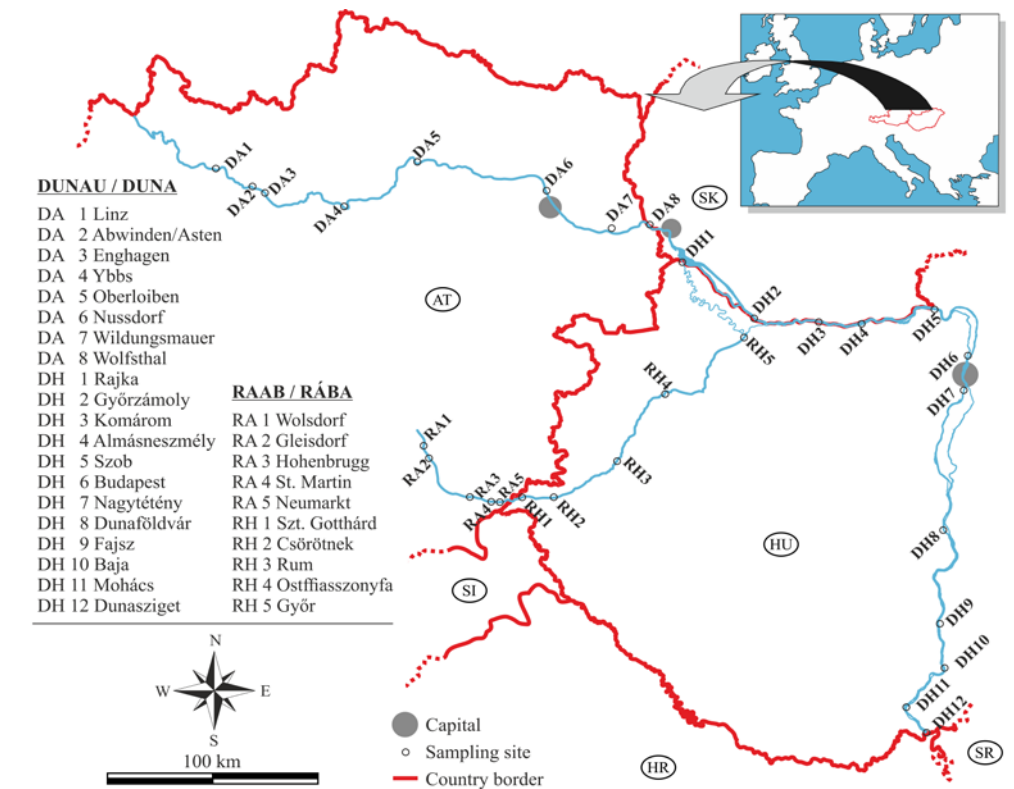 DUNAU / DUNA
DA 1 Linz
DA 2 Abwinden/Asten
DA 3 Enghagen
DA 4 Ybbs
DA 5 Oberloiben
DA 6 Nussdorf
DA 7 Wildungsmauer
DA 8 Wolfsthal
DH 1 Rajka
DH 2 Győrzámoly
DH 3 Komárom
DH 4 Almásneszmély
DH 5 Szob
DH 6 Budapest
DH 7 Nagytétény
DH 8 Dunaföldvár
DH 9 Fajsz
DH 10 Baja
DH 11 Mohács
DH 12 Dunasziget
RAAB / RÁBA
RA 1 Wolsdorf
RA 2 Gleisdorf
RA 3 Hohenbrugg
RA 4 St. Martin
RA 5 Neumarkt
RH 1 Szt. Gotthárd
RH 2 Csörötnek
RH 3 Rum
RH 4 Ostffiasszonyfa
RH 5 Győr
DA1
DA2
DA3
DA4
DA5
DA6
DA7
DA8
SK
DH1
DH2
DH3
DH4
DH5
DH6
DH7
DH8
DH9
DH10
DH11
DH12
AT
RH5
RH4
RH3
RH2
RH1
RA1
RA2
RA3
RA4
RA5
HU
SI
HR
SR
N
W
E
S
100 km
Capital
Sampling site
Country border